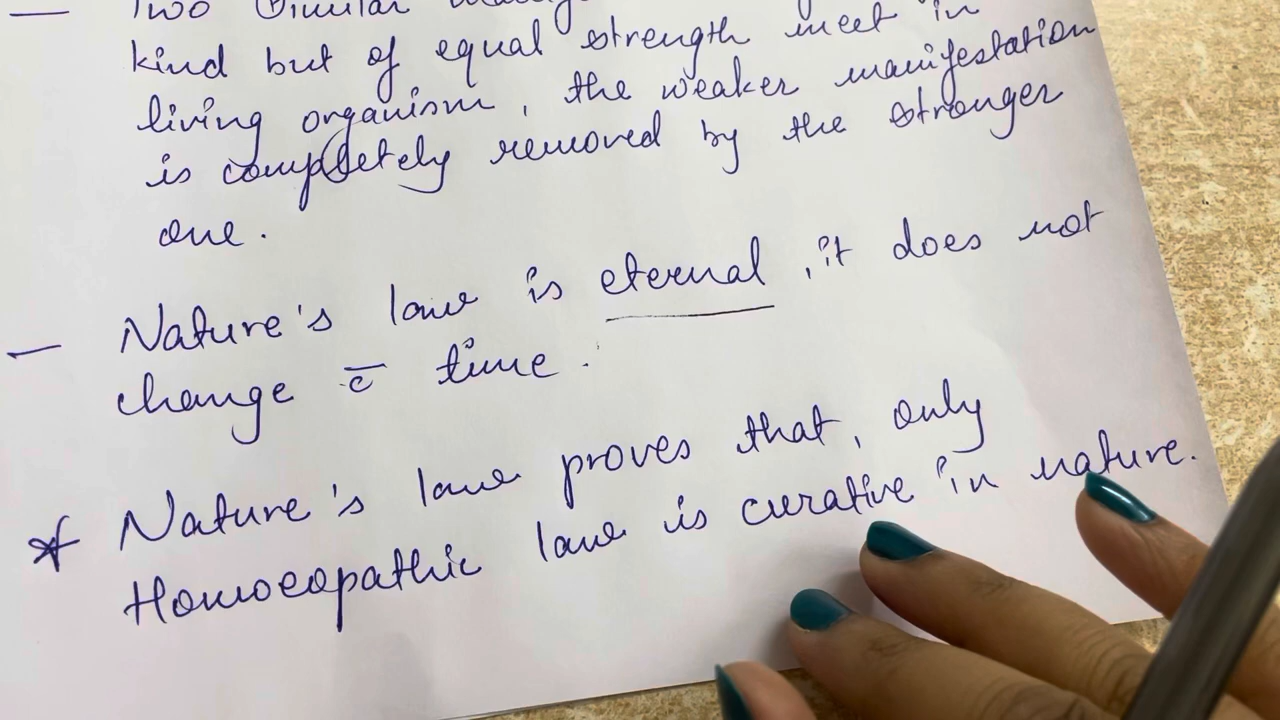 — Two Similar
kind but of equal strength meet in
living organism, the weaker manifestation
is completely removed by the stronger
one.
— Nature's law is eternal, it does not
change c̄ time.
* Nature's law proves that, only
Homoeopathic law is curative in nature.